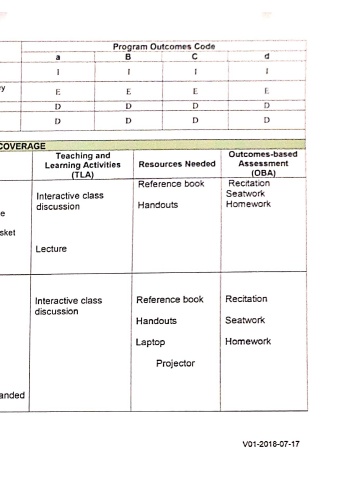 Program Outcomes Code
a B C d
I I I I
ey E E E E
D D D D
D D D D
COVERAGE
Teaching and Learning Activities (TLA)
Resources Needed
Outcomes-based Assessment (OBA)
Interactive class discussion
Lecture
Reference book
Handouts
Recitation
Seatwork
Homework
e
sket
Interactive class discussion
Reference book
Handouts
Laptop
Projector
Recitation
Seatwork
Homework
anded
V01-2018-07-17